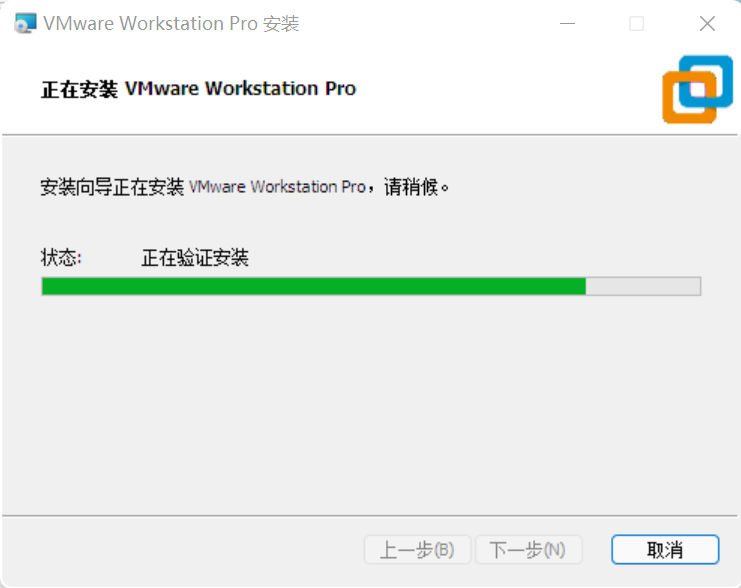 VMware Workstation Pro 安装
正在安装 VMware Workstation Pro
安装向导正在安装 VMware Workstation Pro，请稍候。
状态: 正在验证安装
上一步(B) 下一步(N) 取消